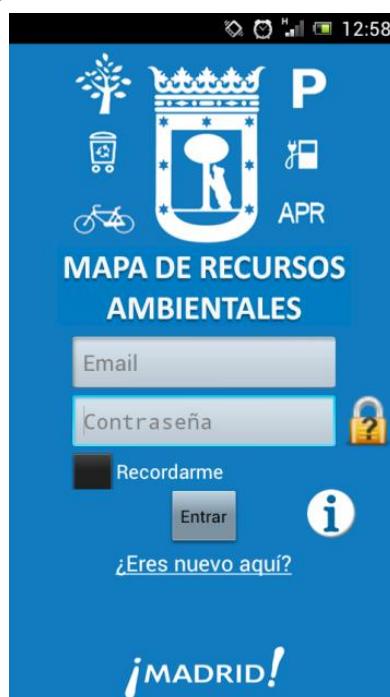 H
12:58
P
APR
MAPA DE RECURSOS
AMBIENTALES
Email
Contraseña
?
Recordarme
Entrar
i
¿Eres nuevo aquí?
¡MADRID!